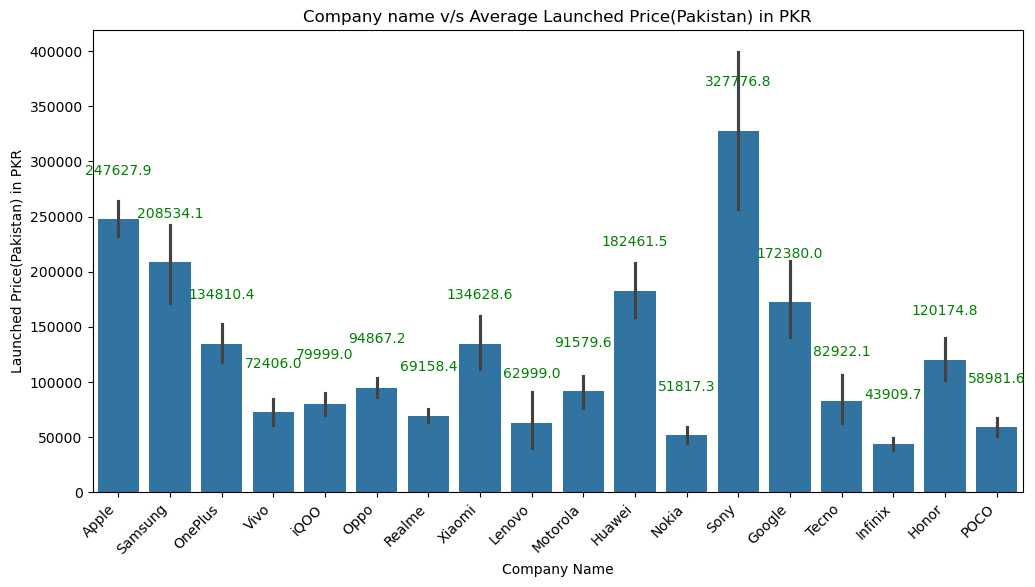 Company name v/s Average Launched Price(Pakistan) in PKR
Launched Price(Pakistan) in PKR
400000
350000
300000
250000
200000
150000
100000
50000
0
247627.9
208534.1
134810.4
72406.0
79999.0
94867.2
69158.4
134628.6
62999.0
91579.6
182461.5
51817.3
327776.8
172380.0
82922.1
43909.7
120174.8
58981.6
Apple
Samsung
OnePlus
Vivo
iQOO
Oppo
Realme
Xiaomi
Lenovo
Motorola
Huawei
Nokia
Sony
Google
Tecno
Infinix
Honor
POCO
Company Name